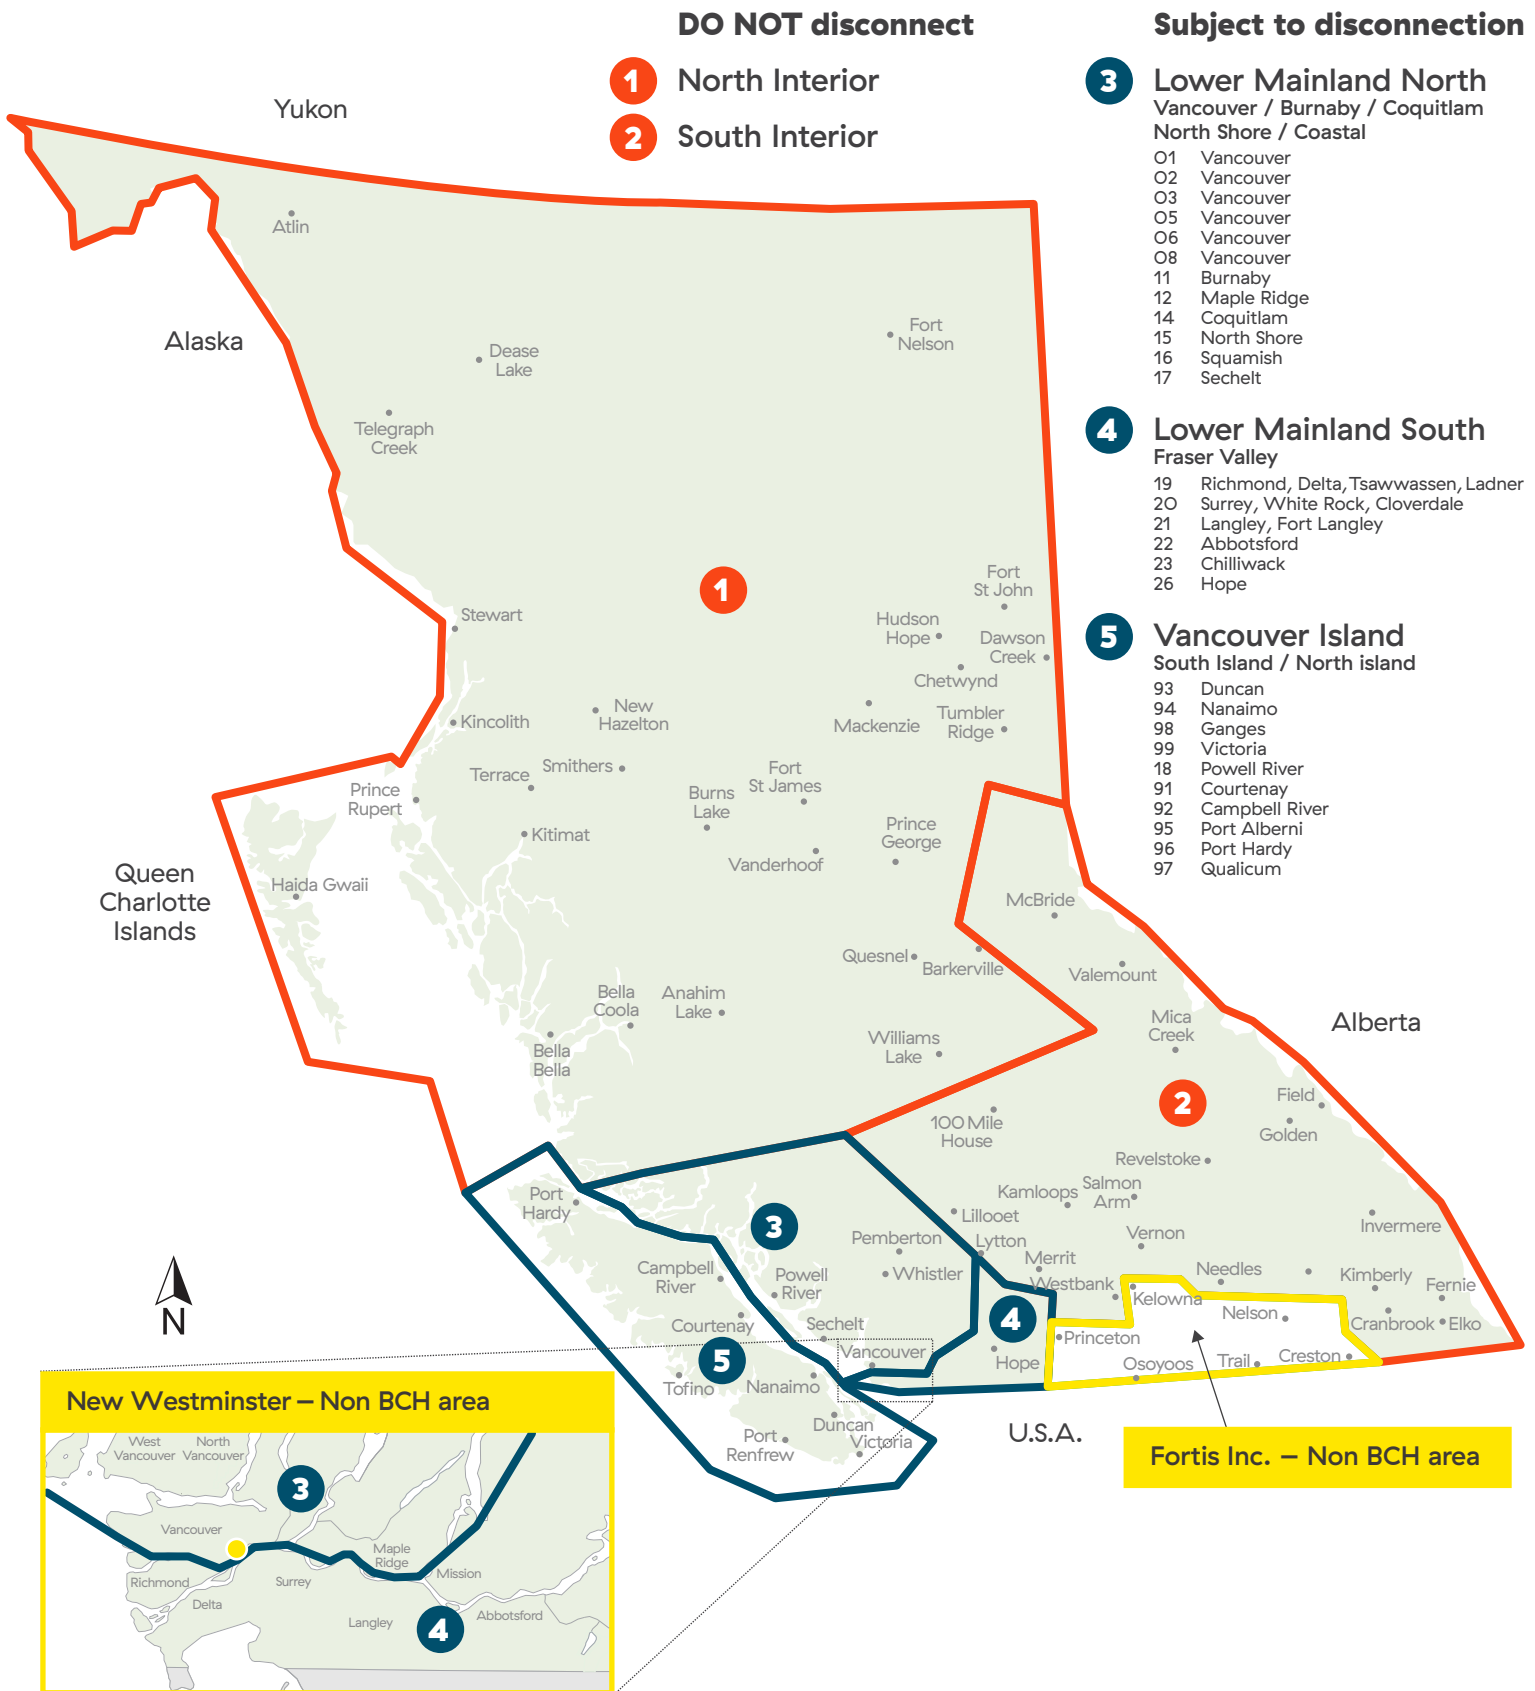 DO NOT disconnect
1 North Interior
2 South Interior
Subject to disconnection
3 Lower Mainland North
Vancouver / Burnaby / Coquitlam
North Shore / Coastal
01 Vancouver
02 Vancouver
03 Vancouver
05 Vancouver
06 Vancouver
08 Vancouver
11 Burnaby
12 Maple Ridge
14 Coquitlam
15 North Shore
16 Squamish
17 Sechelt
4 Lower Mainland South
Fraser Valley
19 Richmond, Delta, Tsawwassen, Ladner
20 Surrey, White Rock, Cloverdale
21 Langley, Fort Langley
22 Abbotsford
23 Chilliwack
26 Hope
5 Vancouver Island
South Island / North island
93 Duncan
94 Nanaimo
98 Ganges
99 Victoria
18 Powell River
91 Courtenay
92 Campbell River
95 Port Alberni
96 Port Hardy
97 Qualicum
Yukon
Atlin
Alaska
Dease
Lake
Fort
Nelson
Telegraph
Creek
1
Fort
St John
Stewart
Hudson
Hope
Dawson
Creek
Chetwynd
Kincolith
New
Hazelton
Mackenzie
Tumbler
Ridge
Terrace
Smithers
Fort
St James
Prince
Rupert
Burns
Lake
Kitimat
Prince
George
Vanderhoof
Queen
Charlotte
Islands
Haida Gwaii
McBride
Quesnel
Barkerville
Valemount
Bella
Coola
Anahim
Lake
Mica
Creek
Alberta
Bella
Bella
Williams
Lake
2
Field
Golden
100 Mile
House
Revelstoke
Port
Hardy
Kamloops
Salmon
Arm
3
Lillooet
Invermere
Pemberton
Lytton
Vernon
Merrit
Campbell
River
Powell
River
Whistler
Westbank
Needles
Kimberly
Fernie
Kelowna
Nelson
N
Courtenay
Sechelt
4
Cranbrook
Elko
Princeton
Vancouver
5
Hope
Osoyoos
Trail
Creston
Tofino
Nanaimo
Duncan
Port
Renfrew
Victoria
U.S.A.
Fortis Inc. – Non BCH area
New Westminster – Non BCH area
West
Vancouver
North
Vancouver
3
Vancouver
Maple
Ridge
Richmond
Surrey
Mission
Delta
Langley
4
Abbotsford